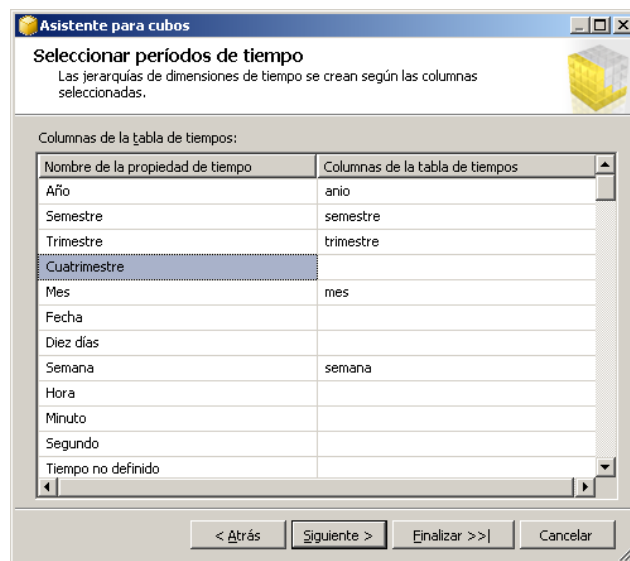 Asistente para cubos
Seleccionar períodos de tiempo
Las jerarquías de dimensiones de tiempo se crean según las columnas
seleccionadas.
Columnas de la tabla de tiempos:
Nombre de la propiedad de tiempo Columnas de la tabla de tiempos
Año anio
Semestre semestre
Trimestre trimestre
Cuatrimestre
Mes mes
Fecha
Diez días
Semana semana
Hora
Minuto
Segundo
Tiempo no definido
< Atrás Siguiente > Finalizar >>| Cancelar